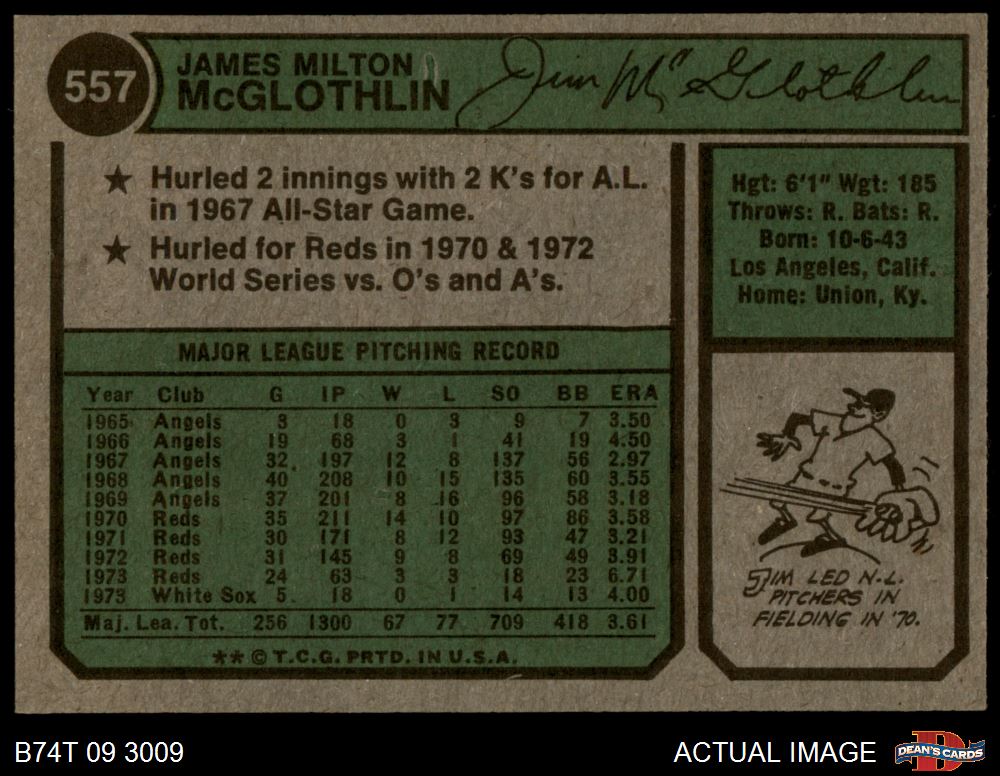 557
JAMES MILTON
McGLOTHLIN
Jim McGlothlin
★ Hurled 2 innings with 2 K's for A.L.
in 1967 All-Star Game.
★ Hurled for Reds in 1970 & 1972
World Series vs. O's and A's.
Hgt: 6'1" Wgt: 185
Throws: R. Bats: R.
Born: 10-6-43
Los Angeles, Calif.
Home: Union, Ky.
MAJOR LEAGUE PITCHING RECORD
Year Club G IP W L SO BB ERA
1965 Angels 3 18 0 3 9 7 3.50
1966 Angels 19 68 3 1 41 19 4.50
1967 Angels 32 197 12 8 137 56 2.97
1968 Angels 40 208 10 15 135 60 3.55
1969 Angels 37 201 8 16 96 58 3.18
1970 Reds 35 211 14 10 97 86 3.58
1971 Reds 30 171 8 12 93 47 3.21
1972 Reds 31 145 9 8 69 49 3.91
1973 Reds 24 63 3 3 18 23 6.71
1973 White Sox 5 18 0 1 14 13 4.00
Maj. Lea. Tot. 256 1300 67 77 709 418 3.61
** © T.C.G. PRTD. IN U.S.A.
JIM LED N.L.
PITCHERS IN
FIELDING IN '70.
B74T 09 3009
ACTUAL IMAGE
DEAN'S CARDS